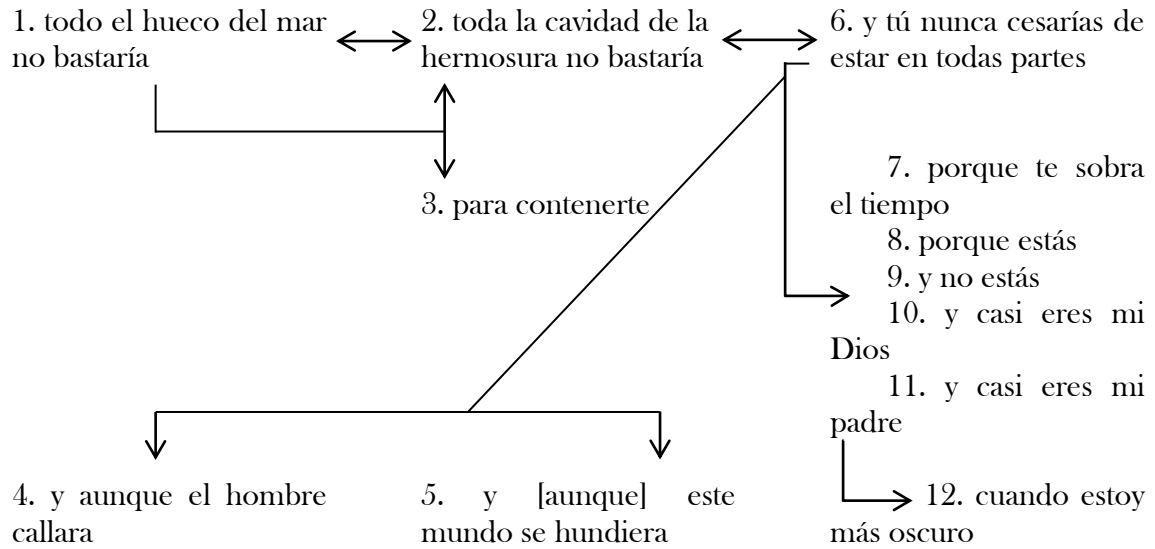 1. todo el hueco del mar
no bastaría
2. toda la cavidad de la
hermosura no bastaría
6. y tú nunca cesarías de
estar en todas partes
3. para contenerte
7. porque te sobra
el tiempo
8. porque estás
9. y no estás
10. y casi eres mi
Dios
11. y casi eres mi
padre
4. y aunque el hombre
callara
5. y [aunque] este
mundo se hundiera
12. cuando estoy
más oscuro